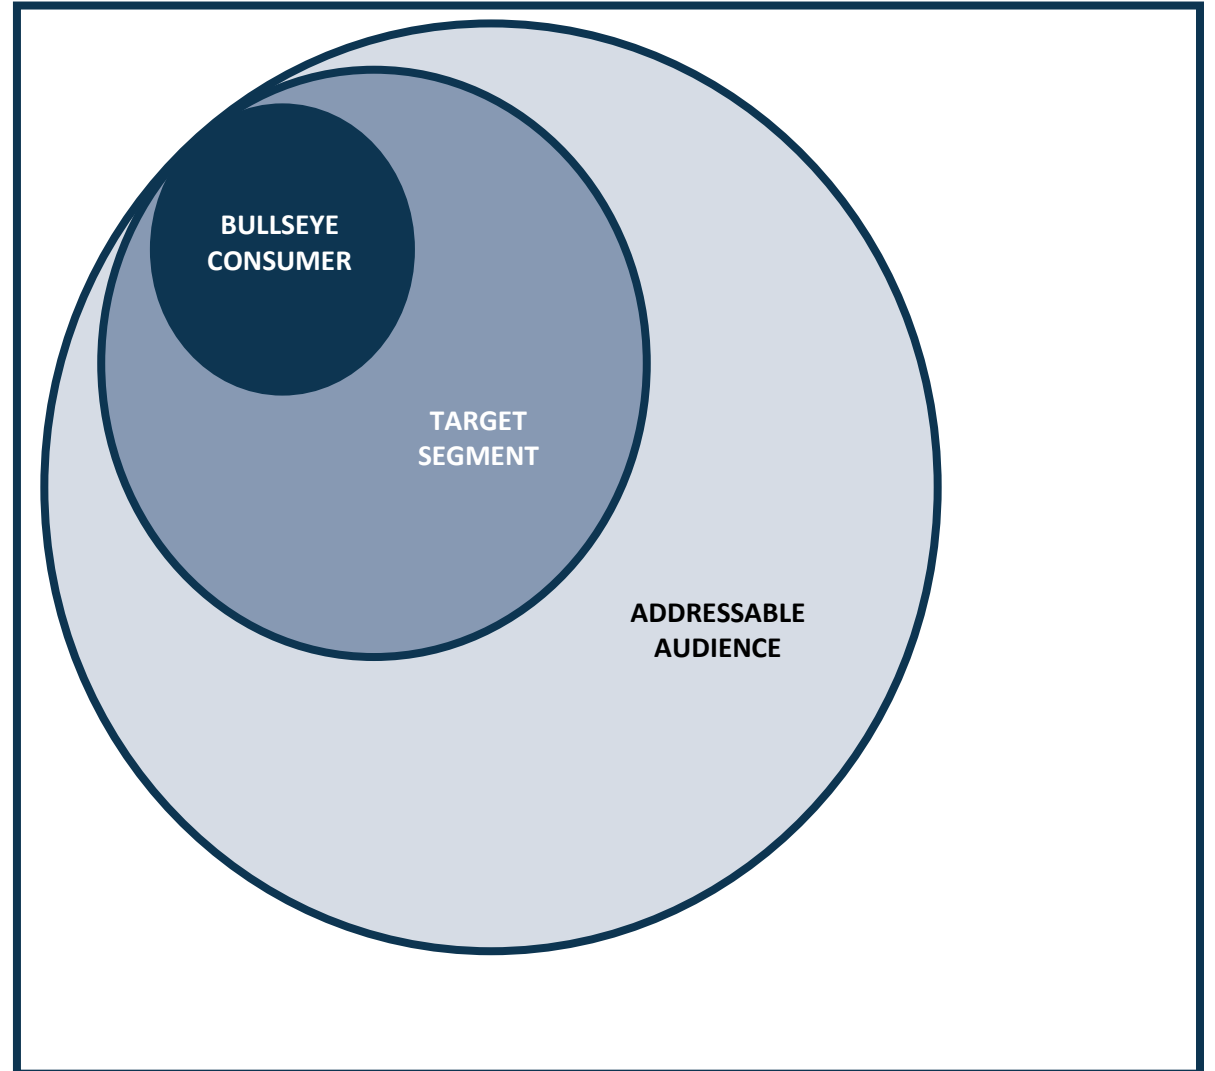 BULLSEYE
CONSUMER
TARGET
SEGMENT
ADDRESSABLE
AUDIENCE